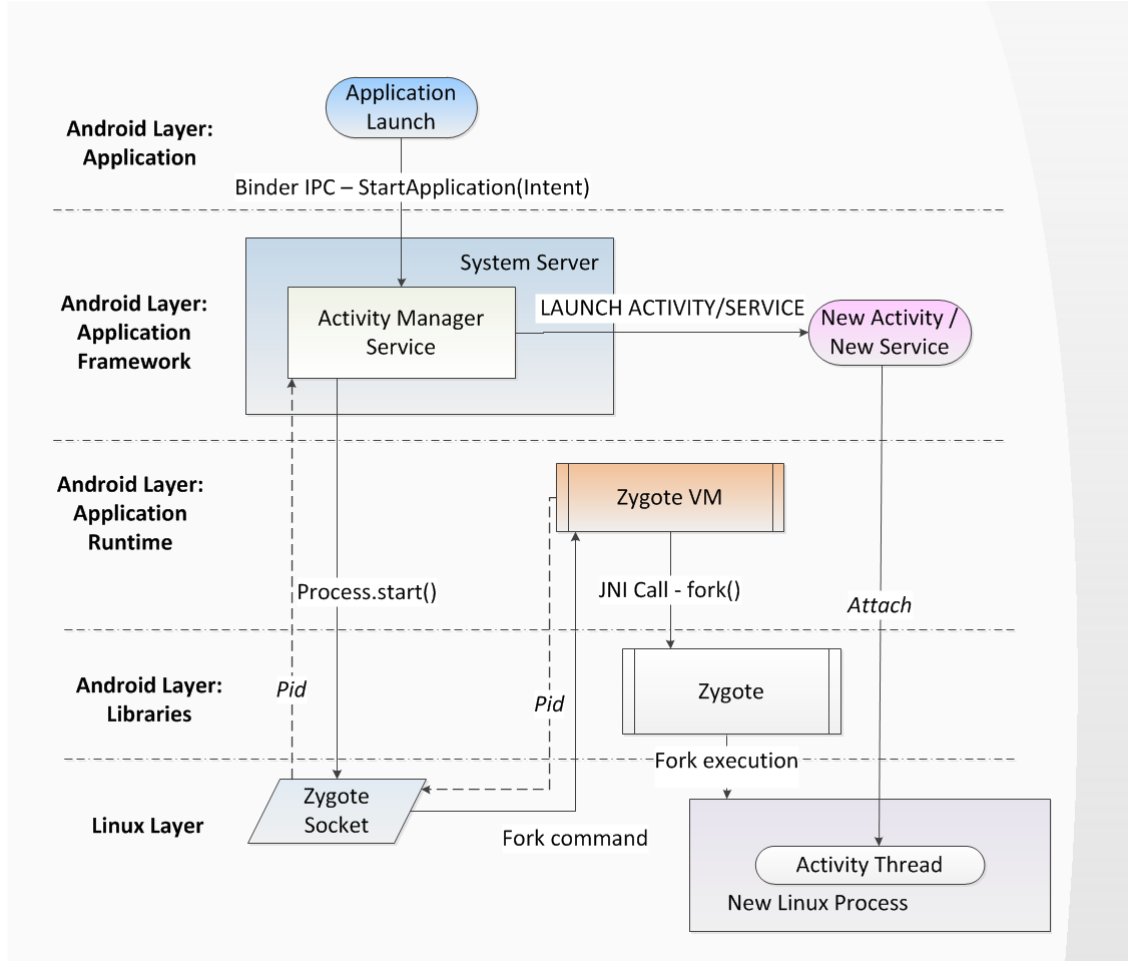 Application
Launch
Android Layer:
Application
Binder IPC – StartApplication(Intent)
System Server
Android Layer:
Application
Framework
Activity Manager
Service
LAUNCH ACTIVITY/SERVICE
New Activity /
New Service
Android Layer:
Application
Runtime
Zygote VM
Process.start()
JNI Call - fork()
Attach
Android Layer:
Libraries
Pid
Pid
Zygote
Fork execution
Linux Layer
Zygote
Socket
Fork command
Activity Thread
New Linux Process